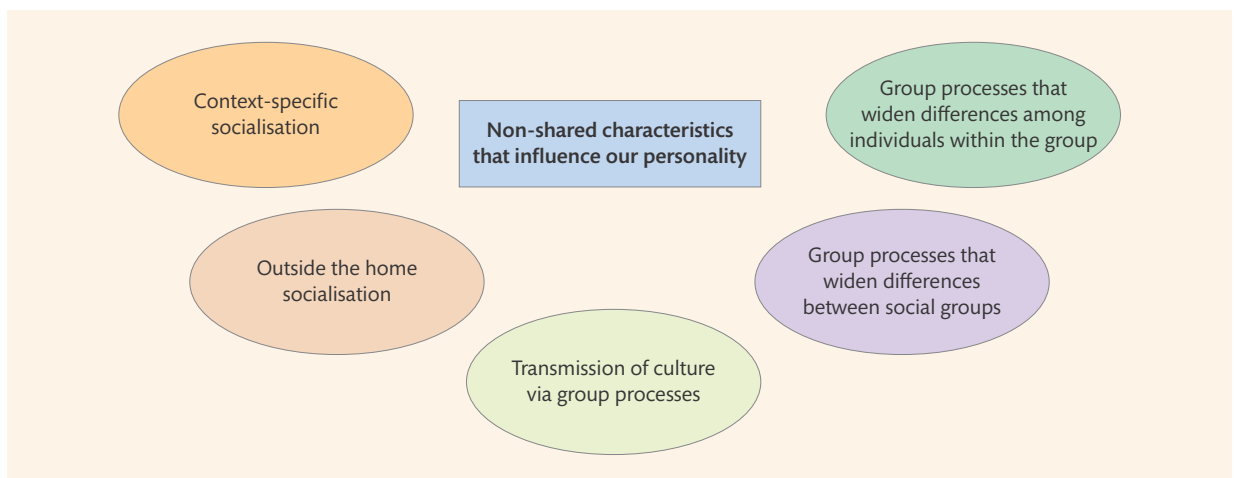 Context-specific
socialisation
Non-shared characteristics
that influence our personality
Group processes that
widen differences among
individuals within the group
Outside the home
socialisation
Group processes that
widen differences
between social groups
Transmission of culture
via group processes